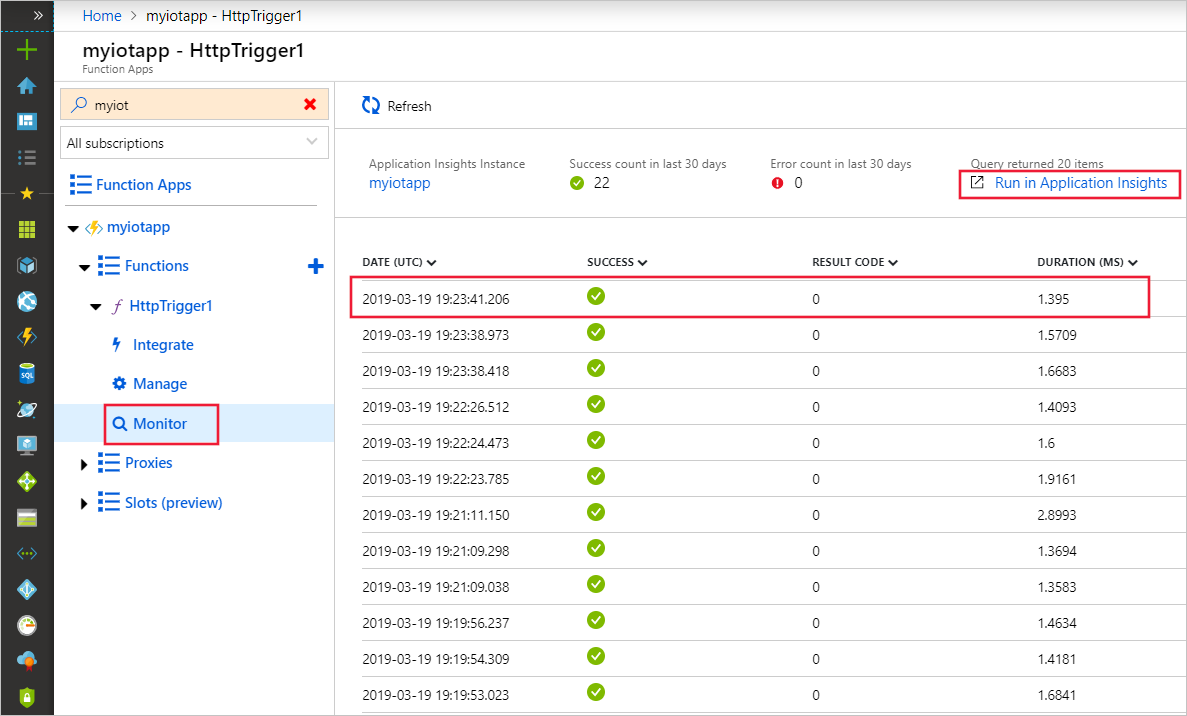 Home > myiotapp - HttpTrigger1
myiotapp - HttpTrigger1
Function Apps
myiot
All subscriptions
Function Apps
myiotapp
Functions
HttpTrigger1
Integrate
Manage
Monitor
Proxies
Slots (preview)
Refresh
Application Insights Instance
myiotapp
Success count in last 30 days
22
Error count in last 30 days
0
Query returned 20 items
Run in Application Insights
DATE (UTC) SUCCESS RESULT CODE DURATION (MS)
2019-03-19 19:23:41.206 0 1.395
2019-03-19 19:23:38.973 0 1.5709
2019-03-19 19:23:38.418 0 1.6683
2019-03-19 19:22:26.512 0 1.4093
2019-03-19 19:22:24.473 0 1.6
2019-03-19 19:22:23.785 0 1.9161
2019-03-19 19:21:11.150 0 2.8993
2019-03-19 19:21:09.298 0 1.3694
2019-03-19 19:21:09.038 0 1.3583
2019-03-19 19:19:56.237 0 1.4634
2019-03-19 19:19:54.309 0 1.4181
2019-03-19 19:19:53.023 0 1.6841
SQL